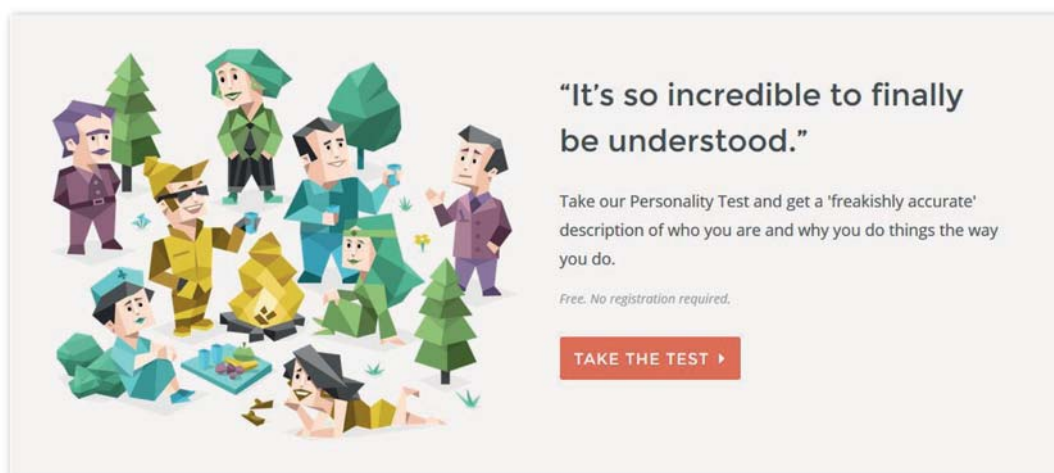 “It’s so incredible to finally
be understood.”
Take our Personality Test and get a 'freakishly accurate'
description of who you are and why you do things the way
you do.
Free. No registration required.
TAKE THE TEST